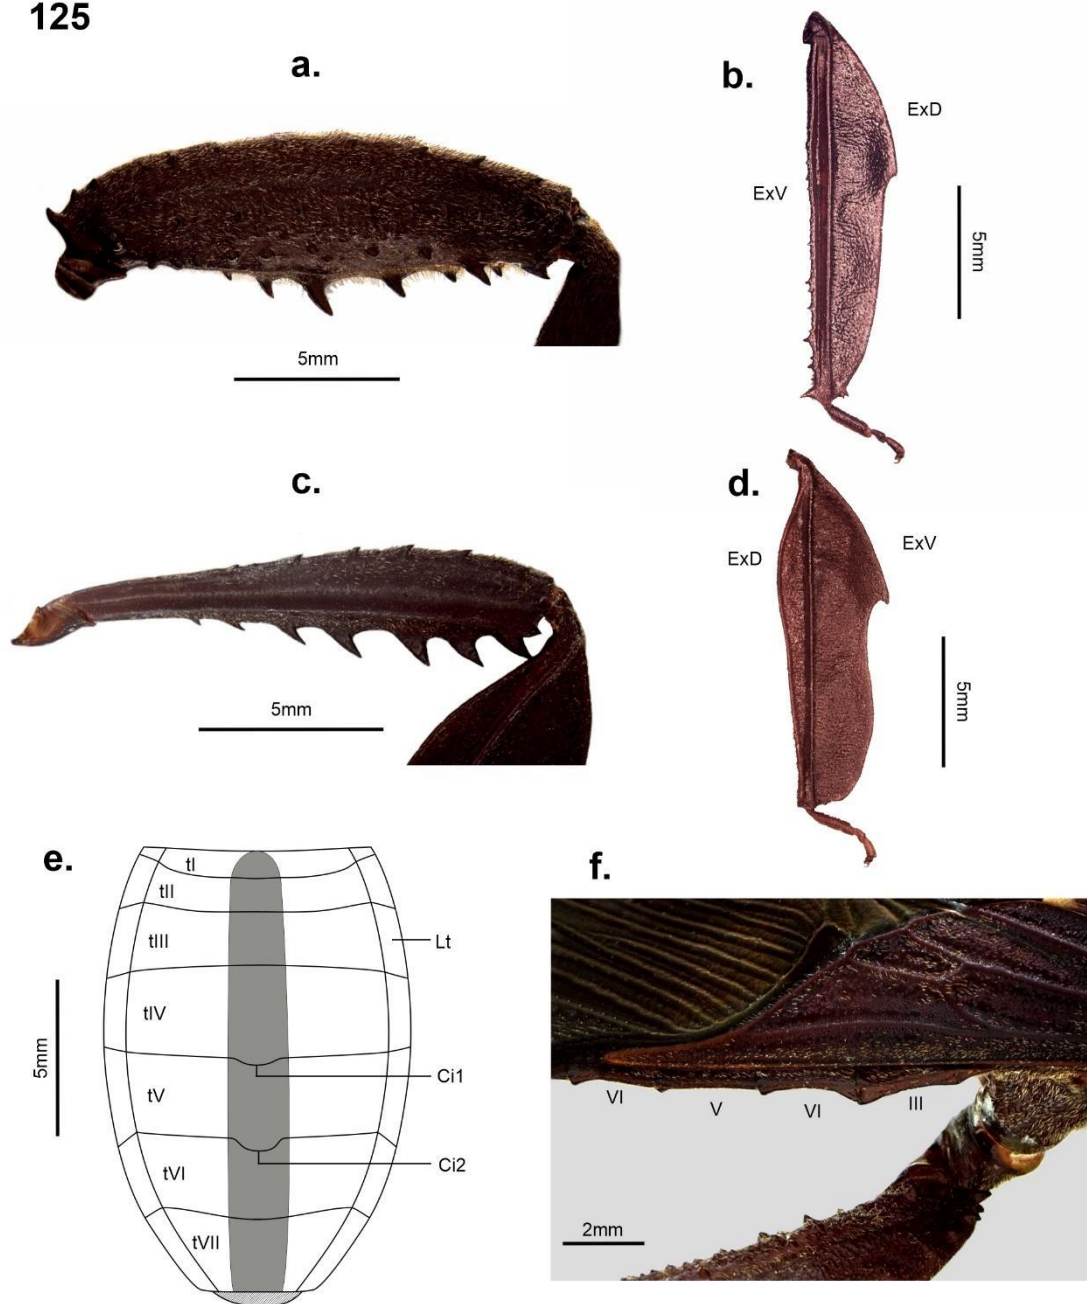 125
a.
b.
ExD
ExV
5mm
5mm
c.
d.
ExD
ExV
5mm
5mm
e.
f.
tI
tII
tIII
Lt
tIV
5mm
Ci1
tV
Ci2
tVI
tVII
VI
V
VI
III
2mm